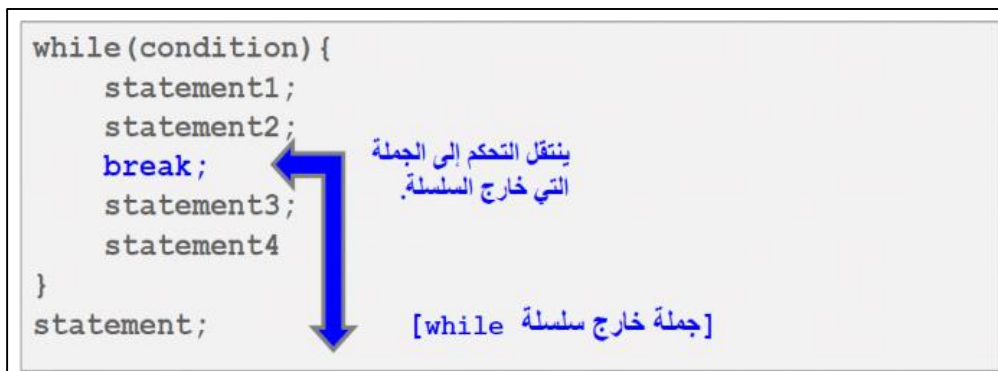 while(condition){
statement1;
statement2;
break;
ينتقل التحكم إلى الجملة
التي خارج السلسلة.
statement3;
statement4
}
statement;
[جملة خارج سلسلة while]